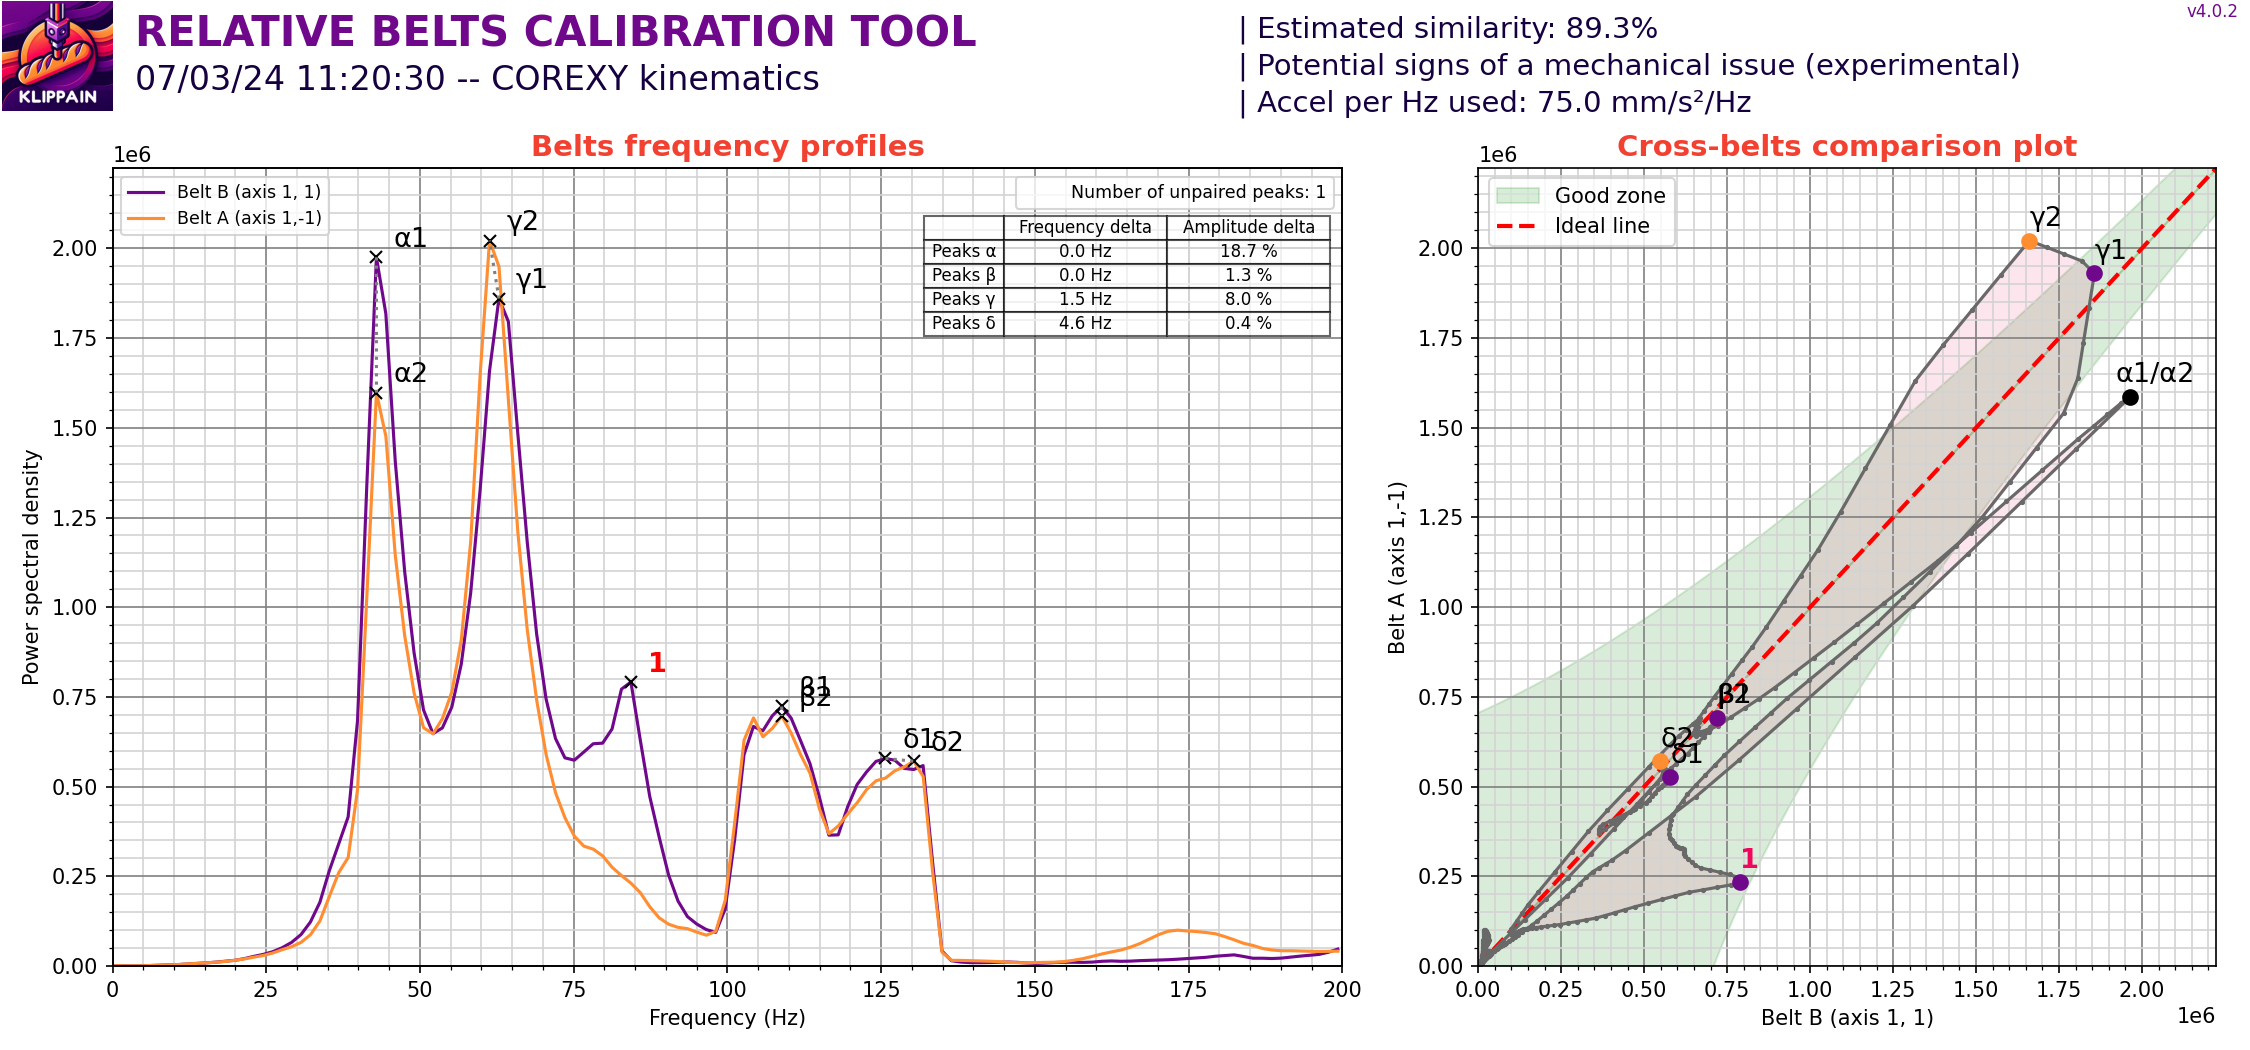 KLIPPAIN
RELATIVE BELTS CALIBRATION TOOL
07/03/24 11:20:30 -- COREXY kinematics
| Estimated similarity: 89.3%
| Potential signs of a mechanical issue (experimental)
| Accel per Hz used: 75.0 mm/s²/Hz
v4.0.2
Belts frequency profiles
1e6
Belt B (axis 1, 1)
Belt A (axis 1,-1)
Number of unpaired peaks: 1
Frequency delta Amplitude delta
Peaks α 0.0 Hz 18.7 %
Peaks β 0.0 Hz 1.3 %
Peaks γ 1.5 Hz 8.0 %
Peaks δ 4.6 Hz 0.4 %
α1
α2
γ2
γ1
1
β1
β2
δ1
δ2
2.00
1.75
1.50
1.25
1.00
0.75
0.50
0.25
0.00
Power spectral density
0 25 50 75 100 125 150 175 200
Frequency (Hz)
Cross-belts comparison plot
1e6
Good zone
Ideal line
γ2
γ1
α1/α2
β1
β2
δ2
δ1
1
2.00
1.75
1.50
1.25
1.00
0.75
0.50
0.25
0.00
Belt A (axis 1,-1)
0.00 0.25 0.50 0.75 1.00 1.25 1.50 1.75 2.00
Belt B (axis 1, 1)
1e6